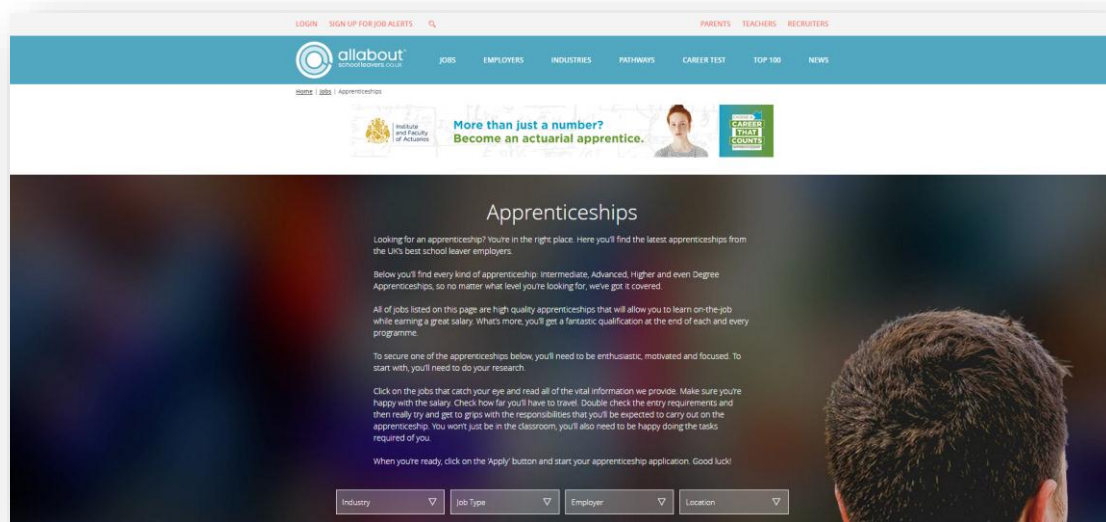 LOGIN SIGN UP FOR JOB ALERTS PARENTS TEACHERS RECRUITERS
allabout
schoolleavers.co.uk
JOBS EMPLOYERS INDUSTRIES PATHWAYS CAREER TEST TOP 100 NEWS
Home | Jobs | Apprenticeships
Institute
and Faculty
of Actuaries
More than just a number?
Become an actuarial apprentice.
CAREER
THAT
COUNTS
Apprenticeships
Looking for an apprenticeship? You're in the right place. Here you'll find the latest apprenticeships from
the UK's best school leaver employers.
Below you'll find every kind of apprenticeship: Intermediate, Advanced, Higher and even Degree
Apprenticeships, so no matter what level you're looking for, we've got it covered.
All of jobs listed on this page are high quality apprenticeships that will allow you to learn on-the-job
while earning a great salary. What's more, you'll get a fantastic qualification at the end of each and every
programme.
To secure one of the apprenticeships below, you'll need to be enthusiastic, motivated and focused. To
start with, you'll need to do your research.
Click on the jobs that catch your eye and read all of the vital information we provide. Make sure you're
happy with the salary. Check how far you'll have to travel. Double check the entry requirements and
then really try and get to grips with the responsibilities that you'll be expected to carry out on the
apprenticeship. You won't just be in the classroom, you'll also need to be happy doing the tasks
required of you.
When you're ready, click on the 'Apply' button and start your apprenticeship application. Good luck!
Industry Job Type Employer Location